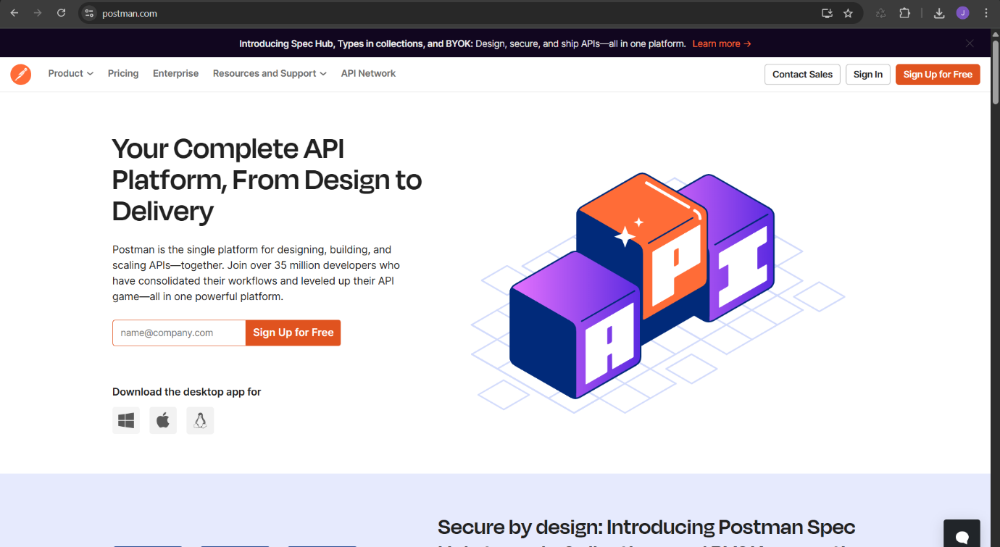 postman.com
J
Introducing Spec Hub, Types in collections, and BYOK: Design, secure, and ship APIs—all in one platform. Learn more →
Product Pricing Enterprise Resources and Support API Network Contact Sales Sign In Sign Up for Free
Your Complete API
Platform, From Design to
Delivery
Postman is the single platform for designing, building, and
scaling APIs—together. Join over 35 million developers who
have consolidated their workflows and leveled up their API
game—all in one powerful platform.
name@company.com Sign Up for Free
Download the desktop app for
A P I
Secure by design: Introducing Postman Spec